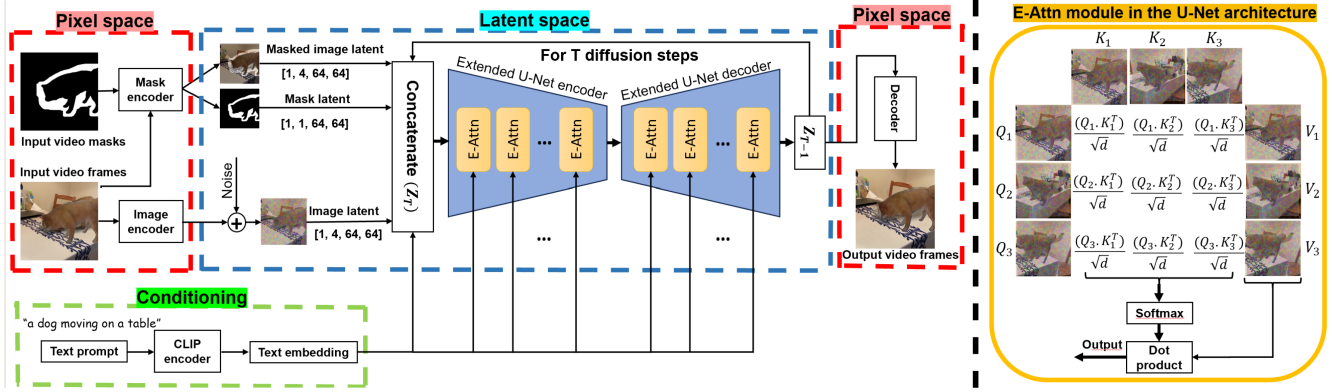 Pixel space
Latent space
Pixel space
E-Attn module in the U-Net architecture
Input video masks
Mask
encoder
Input video frames
Image
encoder
Noise
Masked image latent
[1, 4, 64, 64]
Mask latent
[1, 1, 64, 64]
Image latent
[1, 4, 64, 64]
Concatenate (Z_T)
For T diffusion steps
Extended U-Net encoder
E-Attn
E-Attn
...
E-Attn
...
Extended U-Net decoder
E-Attn
E-Attn
...
E-Attn
...
Z_{T-1}
Decoder
Output video frames
Conditioning
"a dog moving on a table"
Text prompt
CLIP
encoder
Text embedding
K_1 K_2 K_3
Q_1 (Q_1.K_1^T)/√d (Q_1.K_2^T)/√d (Q_1.K_3^T)/√d V_1
Q_2 (Q_2.K_1^T)/√d (Q_2.K_2^T)/√d (Q_2.K_3^T)/√d V_2
Q_3 (Q_3.K_1^T)/√d (Q_3.K_2^T)/√d (Q_3.K_3^T)/√d V_3
Softmax
Output
Dot
product